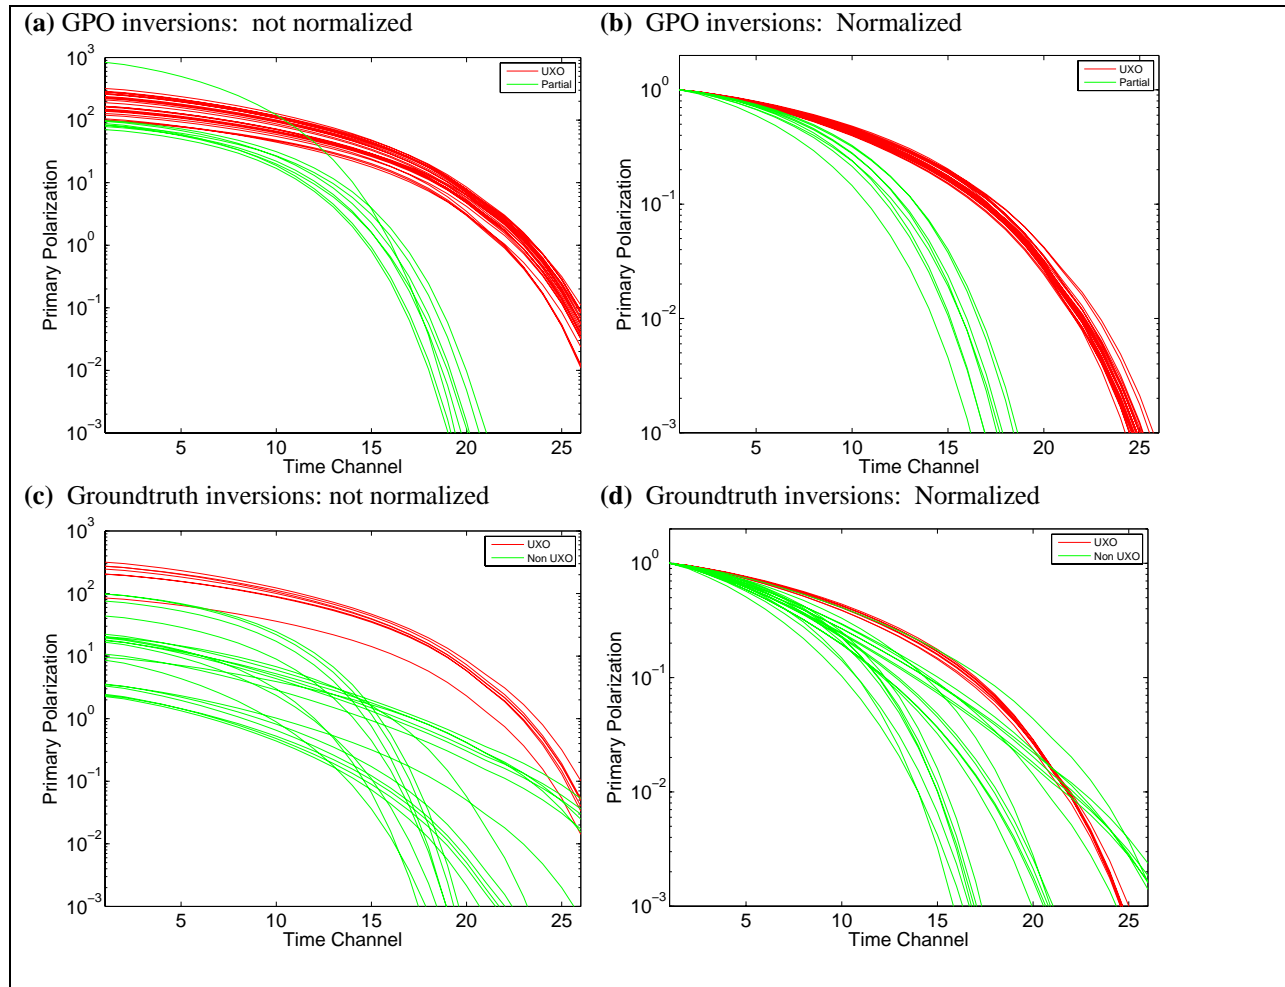 (a) GPO inversions: not normalized
10^3
10^2
10^1
10^0
10^-1
10^-2
10^-3
Primary Polarization
5 10 15 20 25
Time Channel
UXO
Partial
(b) GPO inversions: Normalized
10^0
10^-1
10^-2
10^-3
Primary Polarization
5 10 15 20 25
Time Channel
UXO
Partial
(c) Groundtruth inversions: not normalized
10^3
10^2
10^1
10^0
10^-1
10^-2
10^-3
Primary Polarization
5 10 15 20 25
Time Channel
UXO
Non UXO
(d) Groundtruth inversions: Normalized
10^0
10^-1
10^-2
10^-3
Primary Polarization
5 10 15 20 25
Time Channel
UXO
Non UXO